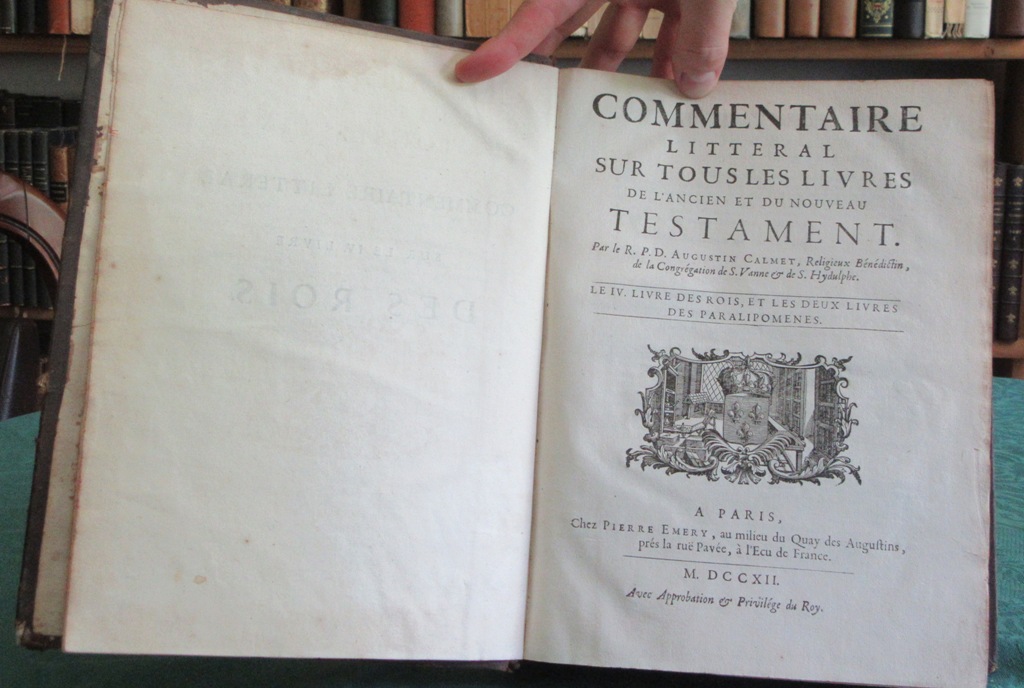 COMMENTAIRE
LITTERAL
SUR TOUS LES LIVRES
DE L'ANCIEN ET DU NOUVEAU
TESTAMENT.
Par le R. P. D. AUGUSTIN CALMET, Religieux Bénédictin,
de la Congrégation de S. Vanne & de S. Hydulphe.
LE IV. LIVRE DES ROIS, ET LES DEUX LIVRES
DES PARALIPOMENES.
A PARIS,
Chez PIERRE EMERY, au milieu du Quay des Augustins,
prés la ruë Pavée, à l'Ecu de France.
M. DCCXII.
Avec Approbation & Privilége du Roy.